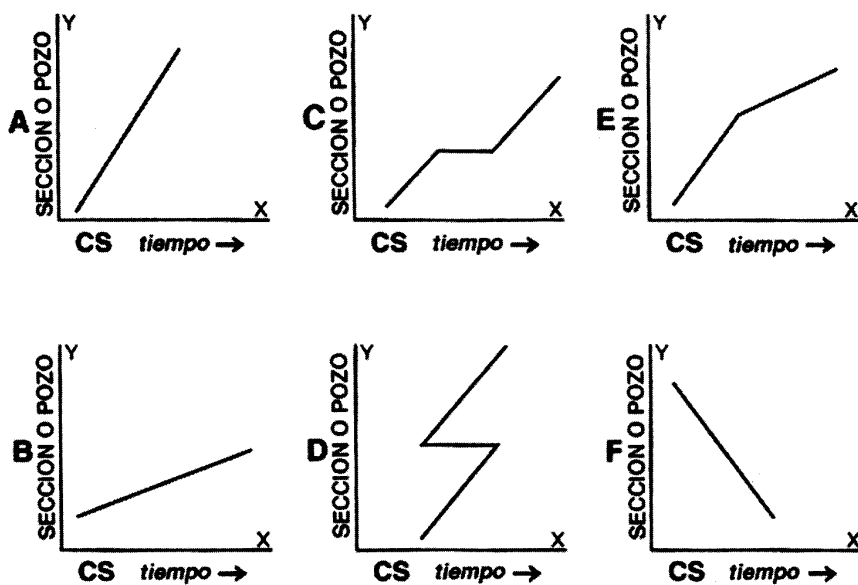 Y
A
SECCION O POZO
X
CS tiempo →
Y
C
SECCION O POZO
X
CS tiempo →
Y
E
SECCION O POZO
X
CS tiempo →
Y
B
SECCION O POZO
X
CS tiempo →
Y
D
SECCION O POZO
X
CS tiempo →
Y
F
SECCION O POZO
X
CS tiempo →